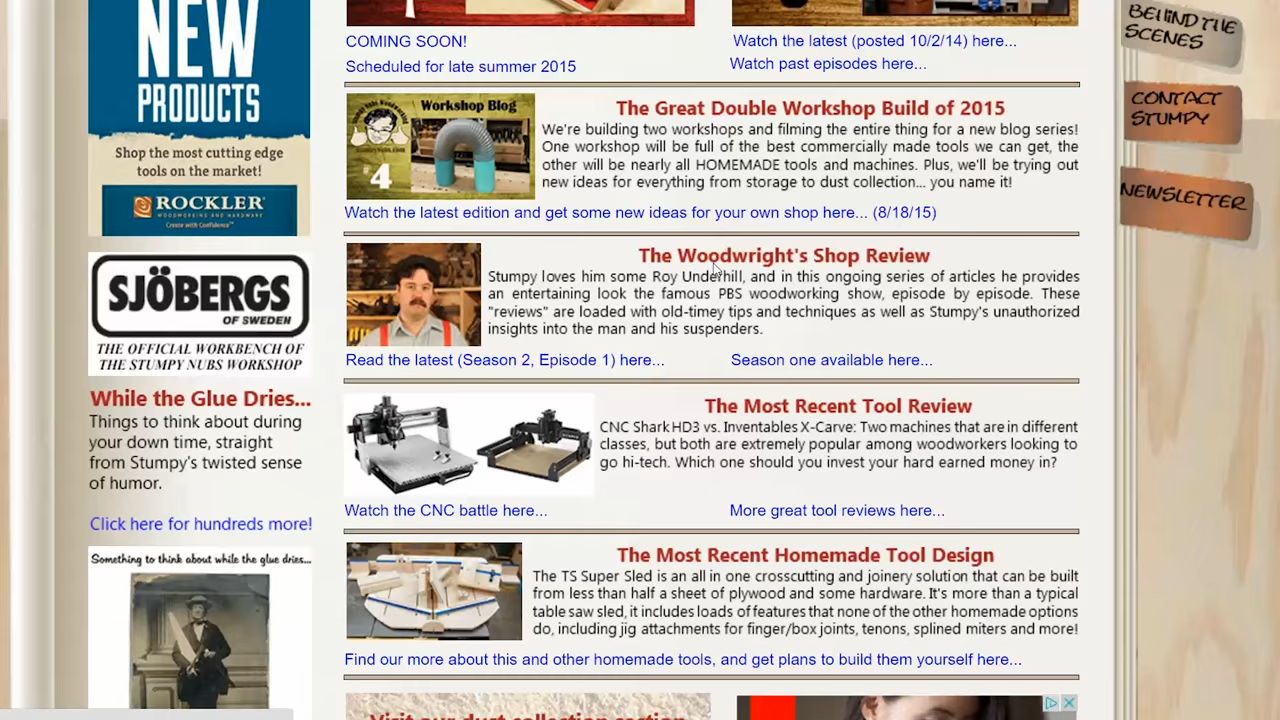 NEW
PRODUCTS
Shop the most cutting edge
tools on the market!
ROCKLER
WOODWORKING AND HARDWARE
Create with Confidence™
SJÖBERGS
OF SWEDEN
THE OFFICIAL WORKBENCH OF
THE STUMPY NUBS WORKSHOP
While the Glue Dries...
Things to think about during
your down time, straight
from Stumpy's twisted sense
of humor.
Click here for hundreds more!
Something to think about while the glue dries...
COMING SOON!
Scheduled for late summer 2015
Watch the latest (posted 10/2/14) here...
Watch past episodes here...
Workshop Blog
#4
The Great Double Workshop Build of 2015
We're building two workshops and filming the entire thing for a new blog series!
One workshop will be full of the best commercially made tools we can get, the
other will be nearly all HOMEMADE tools and machines. Plus, we'll be trying out
new ideas for everything from storage to dust collection... you name it!
Watch the latest edition and get some new ideas for your own shop here... (8/18/15)
The Woodwright's Shop Review
Stumpy loves him some Roy Underhill, and in this ongoing series of articles he provides
an entertaining look the famous PBS woodworking show, episode by episode. These
"reviews" are loaded with old-timey tips and techniques as well as Stumpy's unauthorized
insights into the man and his suspenders.
Read the latest (Season 2, Episode 1) here...
Season one available here...
The Most Recent Tool Review
CNC Shark HD3 vs. Inventables X-Carve: Two machines that are in different
classes, but both are extremely popular among woodworkers looking to
go hi-tech. Which one should you invest your hard earned money in?
Watch the CNC battle here...
More great tool reviews here...
The Most Recent Homemade Tool Design
The TS Super Sled is an all in one crosscutting and joinery solution that can be built
from less than half a sheet of plywood and some hardware. It's more than a typical
table saw sled, it includes loads of features that none of the other homemade options
do, including jig attachments for finger/box joints, tenons, splined miters and more!
Find our more about this and other homemade tools, and get plans to build them yourself here...
Visit our dust collection section
BEHIND THE
SCENES
CONTACT
STUMPY
NEWSLETTER